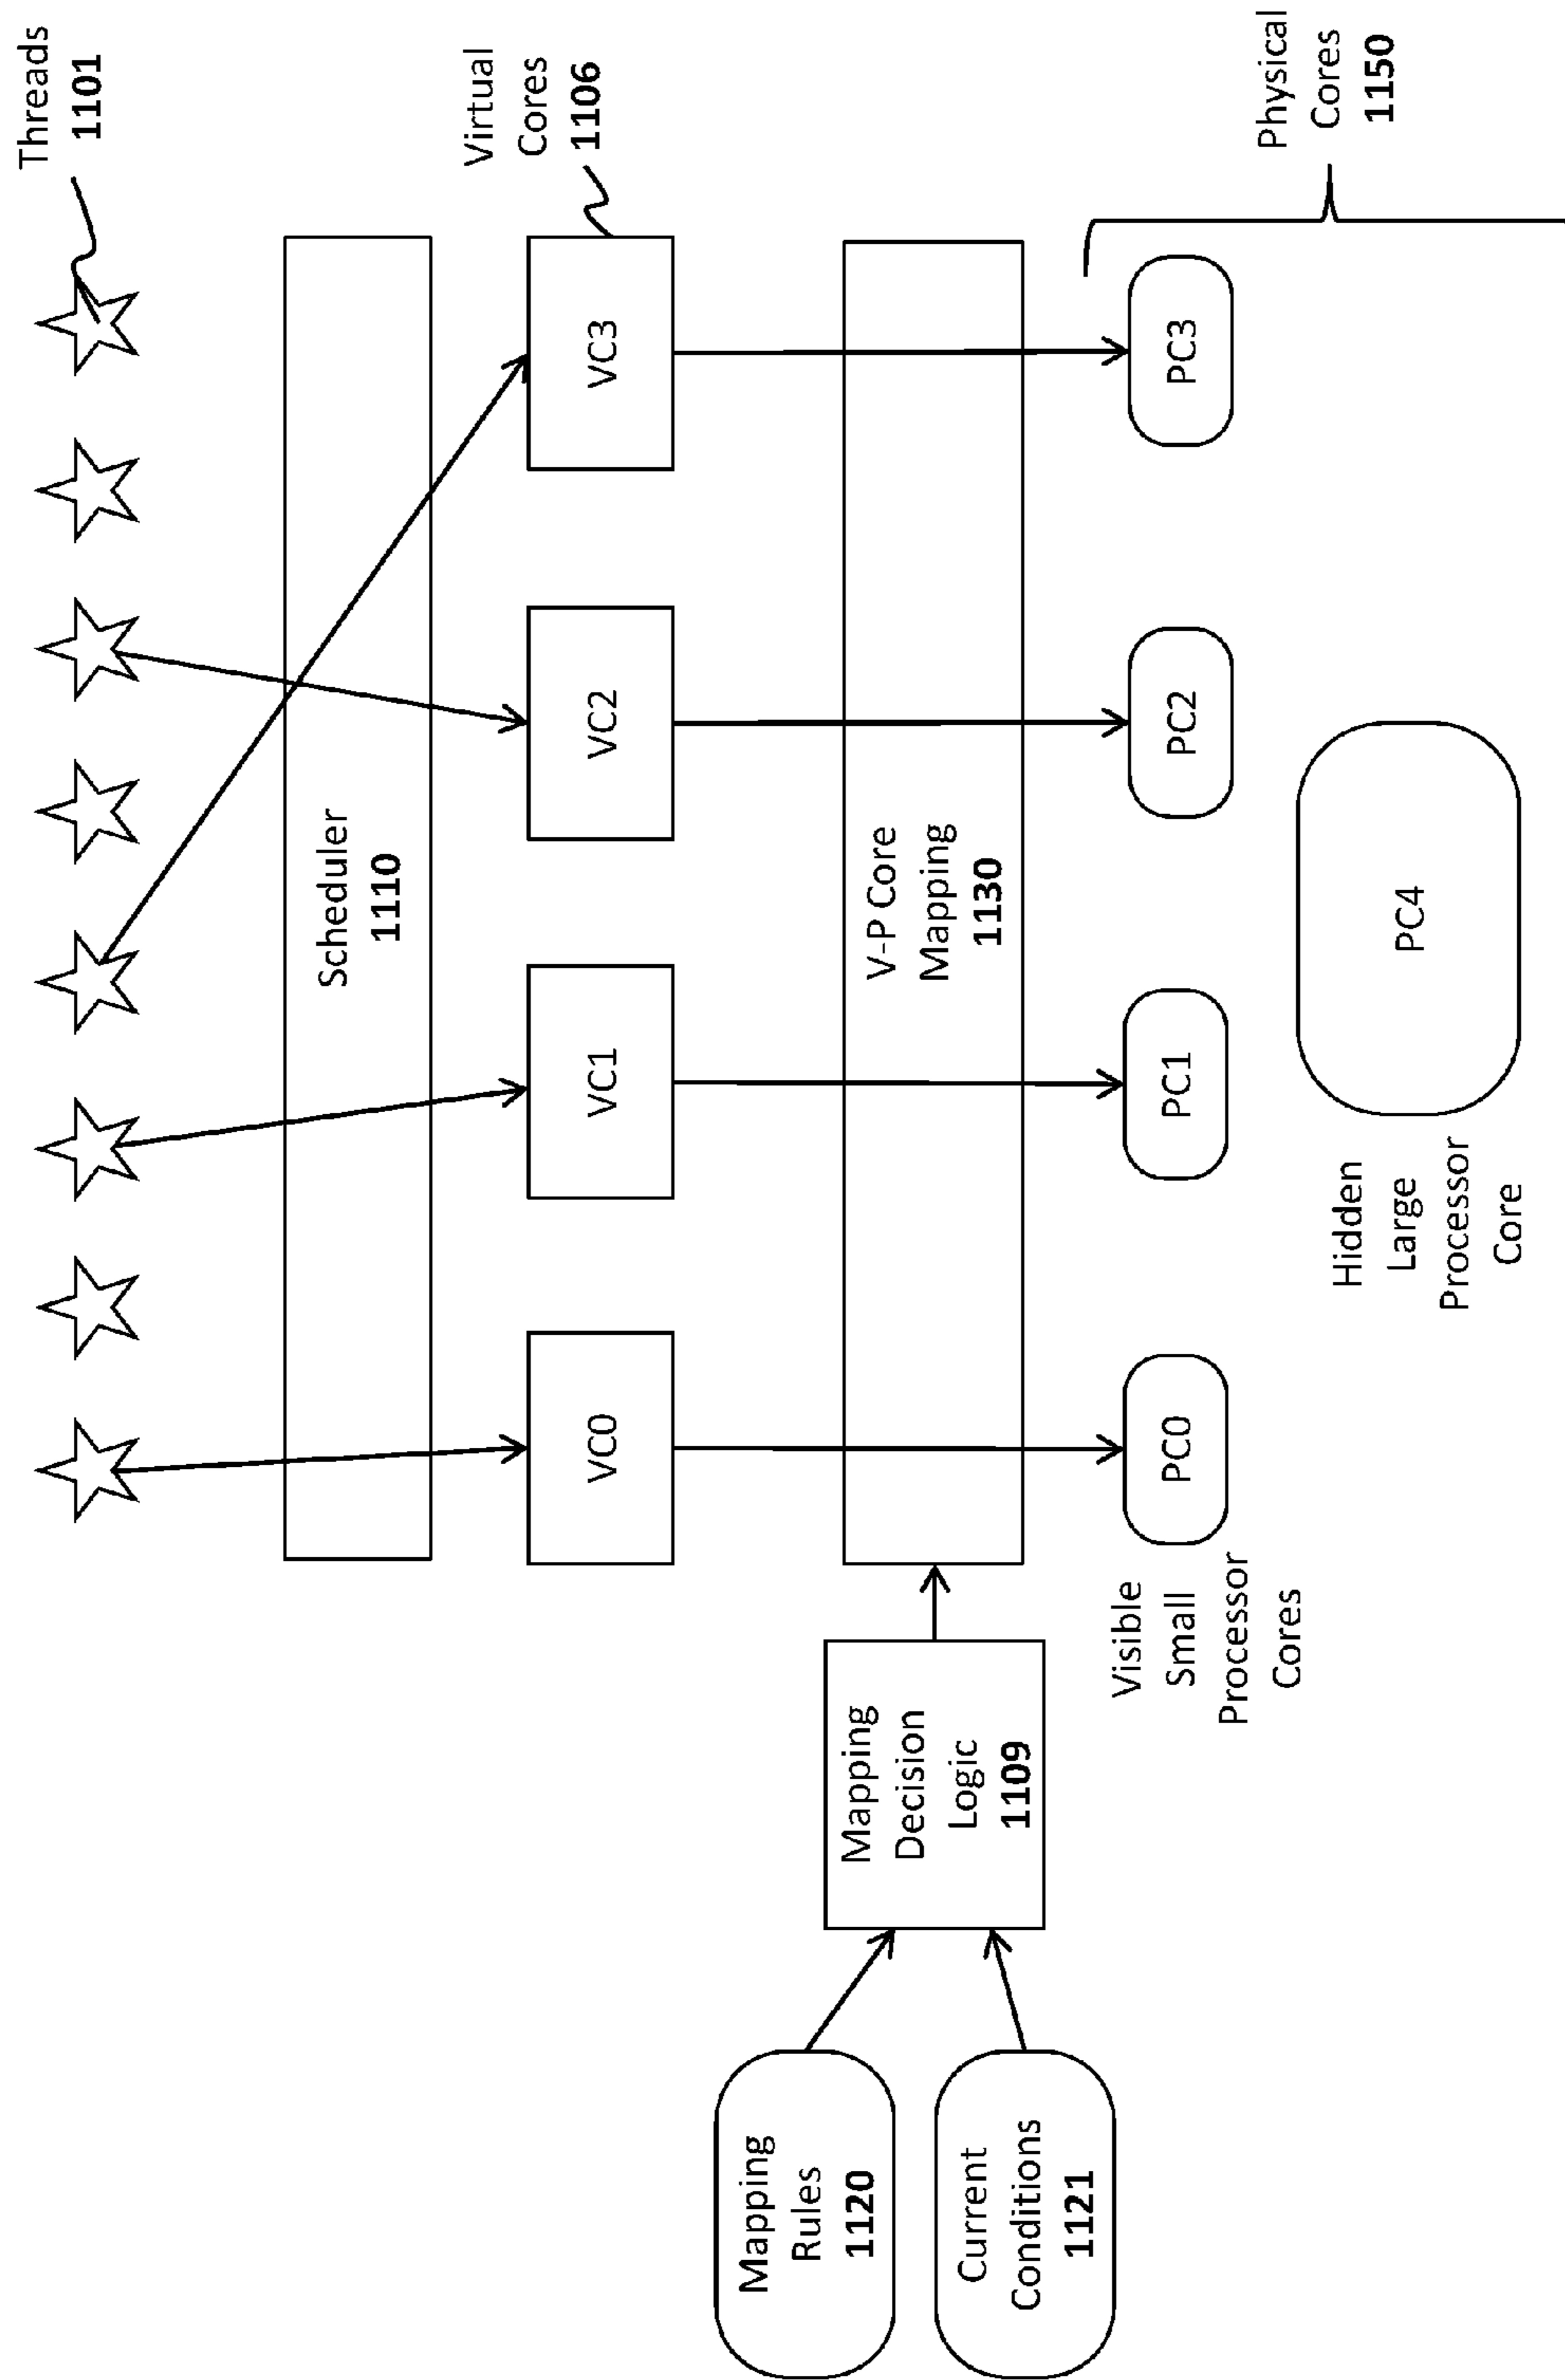 Threads
1101
Scheduler
1110
Virtual
Cores
1106
VC0
VC1
VC2
VC3
Mapping
Rules
1120
Current
Conditions
1121
Mapping
Decision
Logic
1109
V-P Core
Mapping
1130
Visible
Small
Processor
Cores
PC0
PC1
PC2
PC3
Physical
Cores
1150
Hidden
Large
Processor
Core
PC4